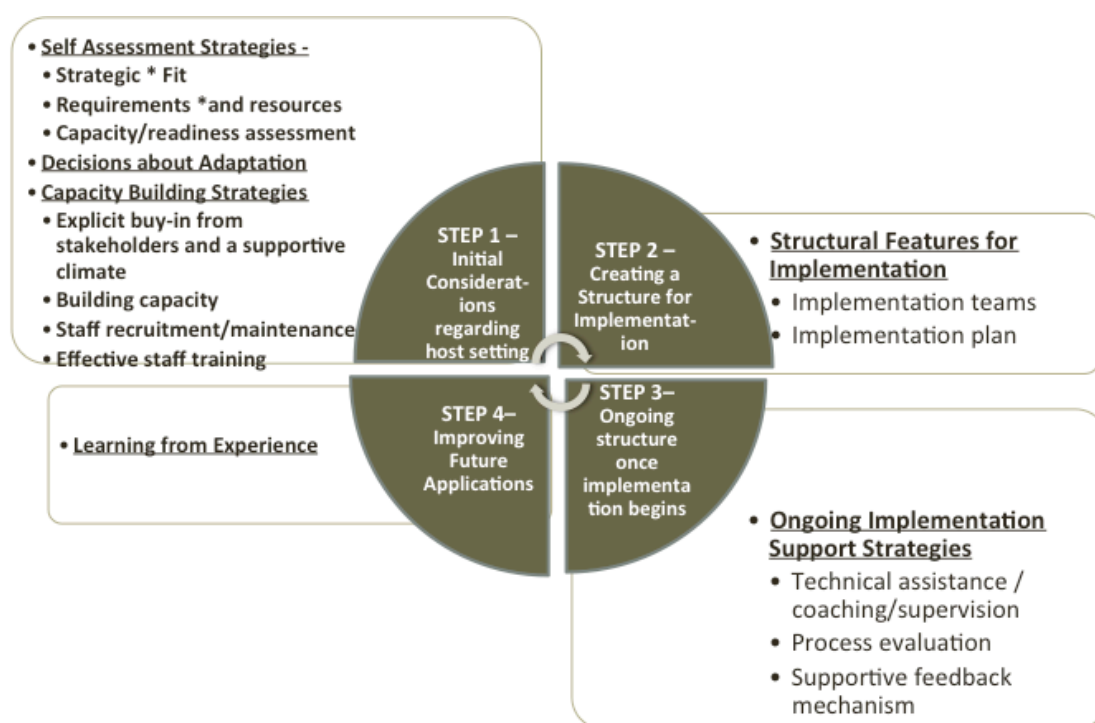 • Self Assessment Strategies -
• Strategic * Fit
• Requirements *and resources
• Capacity/readiness assessment
• Decisions about Adaptation
• Capacity Building Strategies
• Explicit buy-in from
stakeholders and a supportive
climate
• Building capacity
• Staff recruitment/maintenance
• Effective staff training
STEP 1 –
Initial
Considerat-
ions
regarding
host setting
STEP 2 –
Creating a
Structure for
Implementat-
ion
• Structural Features for
Implementation
• Implementation teams
• Implementation plan
STEP 3–
Ongoing
structure
once
implementa
tion begins
• Ongoing Implementation
Support Strategies
• Technical assistance /
coaching/supervision
• Process evaluation
• Supportive feedback
mechanism
STEP 4–
Improving
Future
Applications
• Learning from Experience